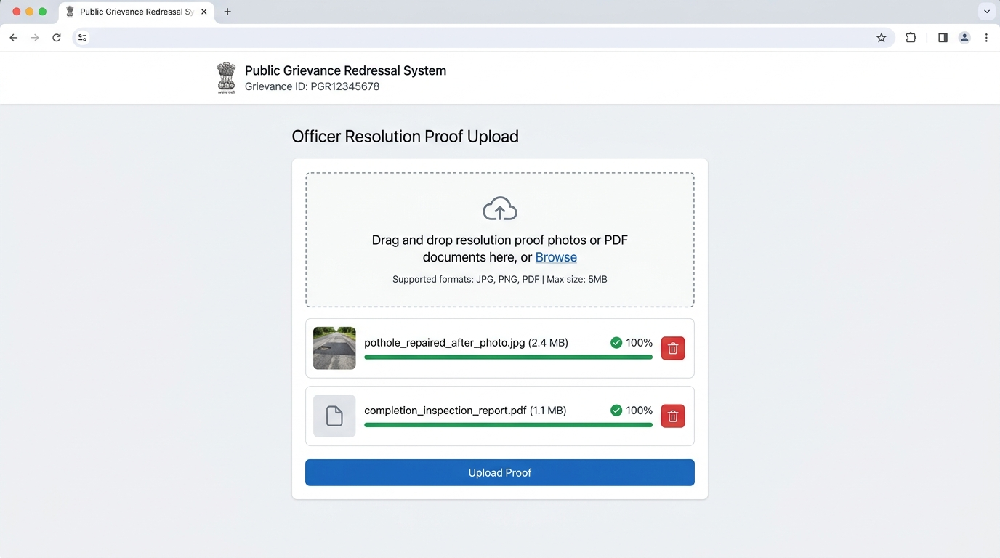 Public Grievance Redressal Sy
Public Grievance Redressal System
Grievance ID: PGR12345678
Officer Resolution Proof Upload
Drag and drop resolution proof photos or PDF
documents here, or Browse
Supported formats: JPG, PNG, PDF | Max size: 5MB
pothole_repaired_after_photo.jpg (2.4 MB) 100%
completion_inspection_report.pdf (1.1 MB) 100%
Upload Proof